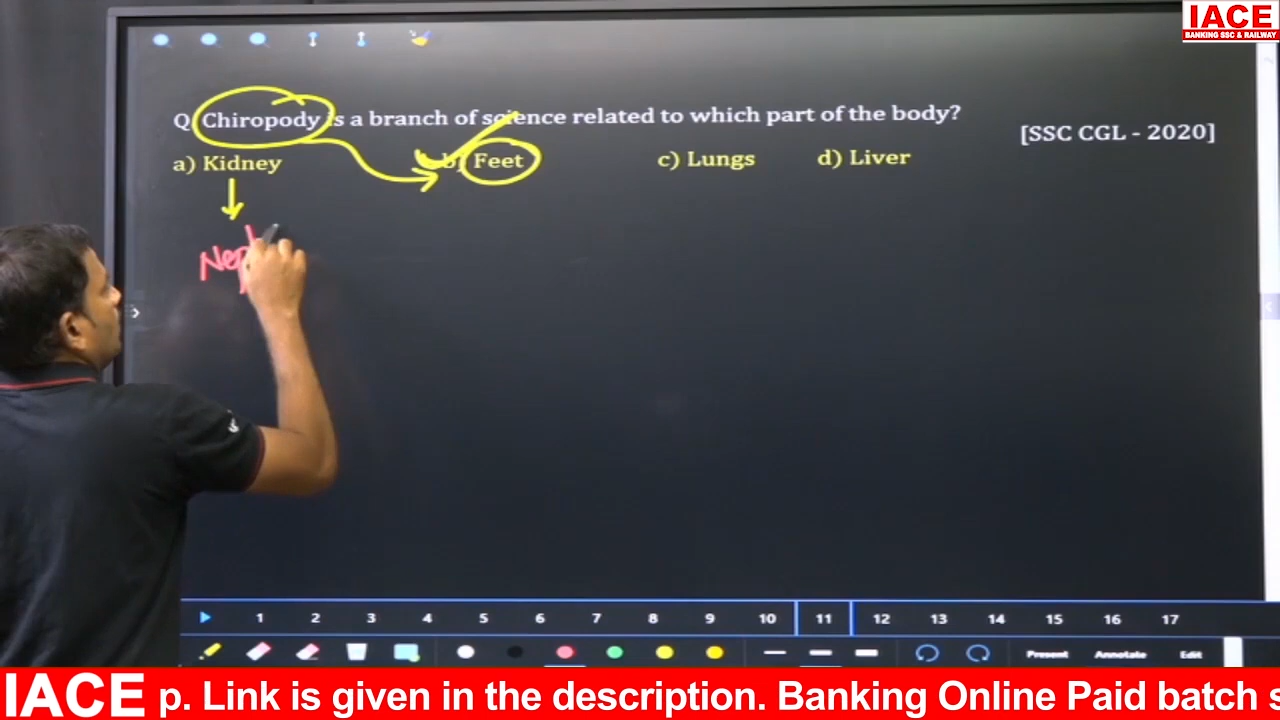 IACE
BANKING SSC & RAILWAY
Q Chiropody is a branch of science related to which part of the body?
[SSC CGL - 2020]
a) Kidney b) Feet c) Lungs d) Liver
Nep
1 2 3 4 5 6 7 8 9 10 11 12 13 14 15 16 17
Present Annotate Edit
IACE p. Link is given in the description. Banking Online Paid batch s